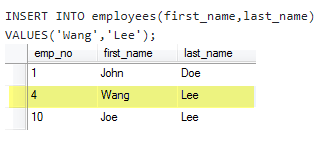 INSERT INTO employees(first_name,last_name)
VALUES('Wang','Lee');
emp_no first_name last_name
1 John Doe
4 Wang Lee
10 Joe Lee